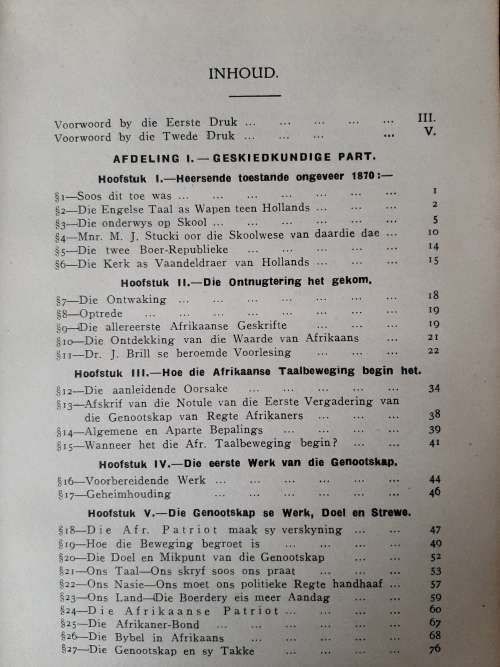 INHOUD.
Voorwoord by die Eerste Druk ... ... ... ... ... III.
Voorwoord by die Twede Druk ... ... ... ... V.
AFDELING I.—GESKIEDKUNDIGE PART.
Hoofstuk I.—Heersende toestande ongeveer 1870:—
§1—Soos dit toe was ... ... ... ... ... ... 1
§2—Die Engelse Taal as Wapen teen Hollands ... ... ... 2
§3—Die onderwys op Skool ... ... ... ... ... 5
§4—Mnr. M. J. Stucki oor die Skoolwese van daardie dae ... ... 10
§5—Die twee Boer-Republieke ... ... ... ... ... 14
§6—Die Kerk as Vaandeldraer van Hollands ... ... ... 15
Hoofstuk II.—Die Ontnugtering het gekom.
§7—Die Ontwaking ... ... ... ... ... ... 18
§8—Optrede ... ... ... ... ... ... ... 19
§9—Die allereerste Afrikaanse Geskrifte ... ... ... 19
§10—Die Ontdekking van die Waarde van Afrikaans ... ... 21
§11—Dr. J. Brill se beroemde Voorlesing ... ... ... 22
Hoofstuk III.—Hoe die Afrikaanse Taalbeweging begin het.
§12—Die aanleidende Oorsake ... ... ... ... ... 34
§13—Afskrif van die Notule van die Eerste Vergadering van
die Genootskap van Regte Afrikaners ... ... ... 38
§14—Algemene en Aparte Bepalings ... ... ... ... 39
§15—Wanneer het die Afr. Taalbeweging begin? ... ... ... 41
Hoofstuk IV.—Die eerste Werk van die Genootskap.
§16—Voorbereidende Werk ... ... ... ... ... ... 44
§17—Geheimhouding ... ... ... ... ... ... 46
Hoofstuk V.—Die Genootskap se Werk, Doel en Strewe.
§18—Die Afr. Patriot maak sy verskyning ... ... ... 47
§19—Hoe die Beweging begroet is ... ... ... ... 49
§20—Die Doel en Mikpunt van die Genootskap ... ... ... 52
§21—Ons Taal—Ons skryf soos ons praat ... ... ... 53
§22—Ons Nasie—Ons moet ons politieke Regte handhaaf ... ... 57
§23—Ons Land—Die Boerdery eis meer Aandag ... ... ... 59
§24—Die Afrikaanse Patriot ... ... ... ... 60
§25—Die Afrikaner-Bond ... ... ... ... ... ... 67
§26—Die Bybel in Afrikaans ... ... ... ... ... 68
§27—Die Genootskap en sy Takke ... ... ... ... 76